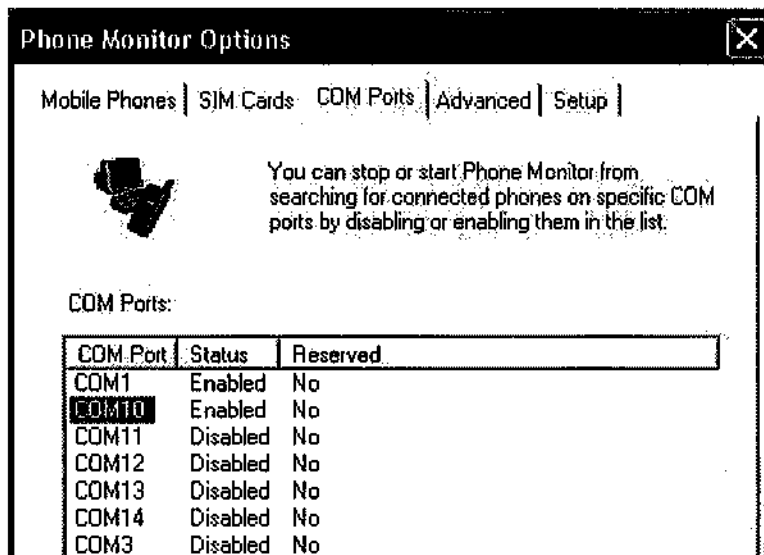 Phone Monitor Options
Mobile Phones SIM Cards COM Ports Advanced Setup
You can stop or start Phone Monitor from
searching for connected phones on specific COM
ports by disabling or enabling them in the list.
COM Ports:
COM Port Status Reserved
COM1 Enabled No
COM10 Enabled No
COM11 Disabled No
COM12 Disabled No
COM13 Disabled No
COM14 Disabled No
COM3 Disabled No